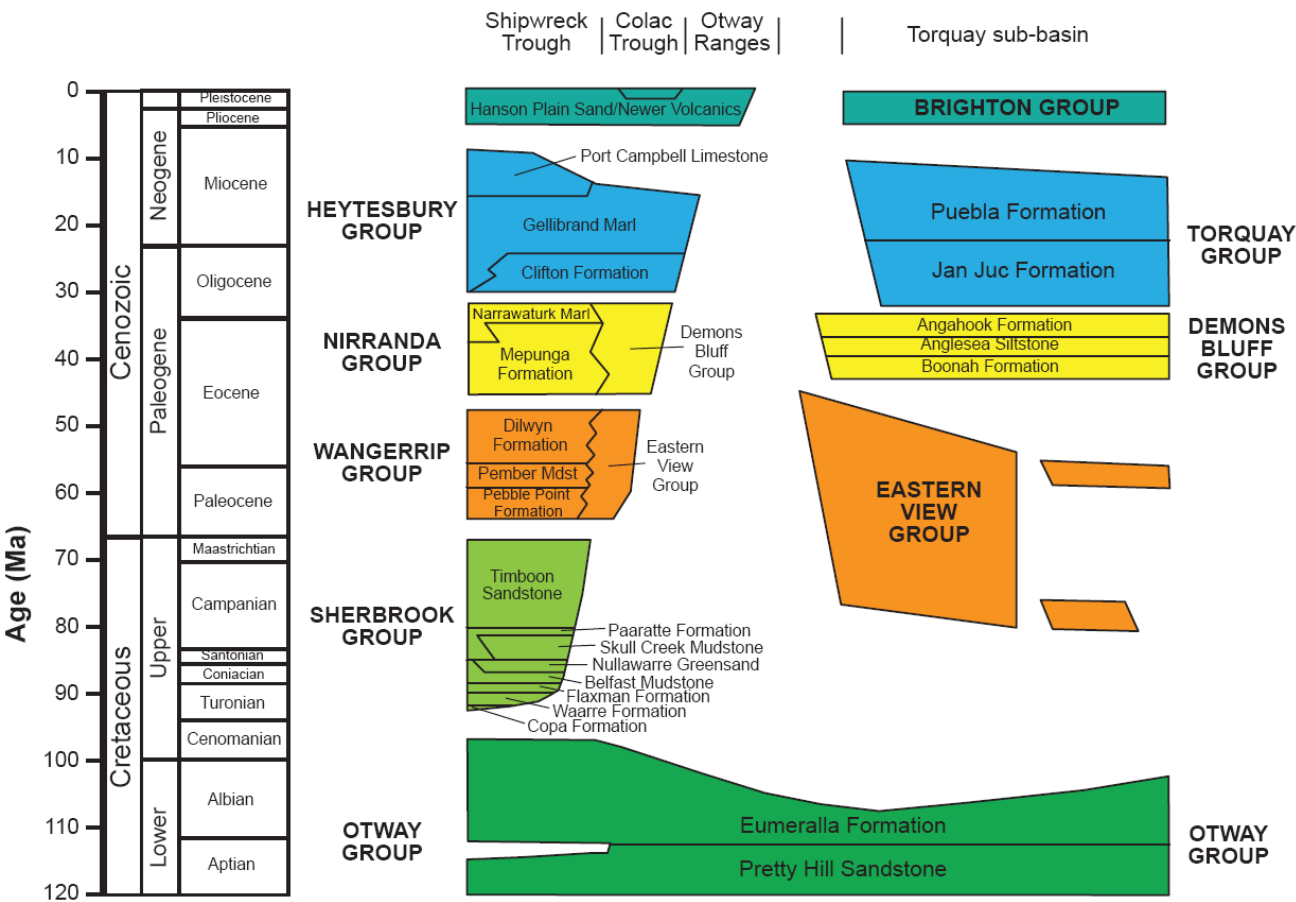 Shipwreck
Trough
Colac
Trough
Otway
Ranges
Torquay sub-basin
Age (Ma)
0
10
20
30
40
50
60
70
80
90
100
110
120
Cenozoic
Cretaceous
Neogene
Paleogene
Upper
Lower
Pleistocene
Pliocene
Miocene
Oligocene
Eocene
Paleocene
Maastrichtian
Campanian
Santonian
Coniacian
Turonian
Cenomanian
Albian
Aptian
Hanson Plain Sand/Newer Volcanics
BRIGHTON GROUP
HEYTESBURY
GROUP
Port Campbell Limestone
Gellibrand Marl
Clifton Formation
Puebla Formation
Jan Juc Formation
TORQUAY
GROUP
NIRRANDA
GROUP
Narrawaturk Marl
Mepunga
Formation
Demons
Bluff
Group
Angahook Formation
Anglesea Siltstone
Boonah Formation
DEMONS
BLUFF
GROUP
WANGERRIP
GROUP
Dilwyn
Formation
Pember Mdst
Pebble Point
Formation
Eastern
View
Group
EASTERN
VIEW
GROUP
SHERBROOK
GROUP
Timboon
Sandstone
Paaratte Formation
Skull Creek Mudstone
Nullawarre Greensand
Belfast Mudstone
Flaxman Formation
Waarre Formation
Copa Formation
OTWAY
GROUP
Eumeralla Formation
Pretty Hill Sandstone
OTWAY
GROUP